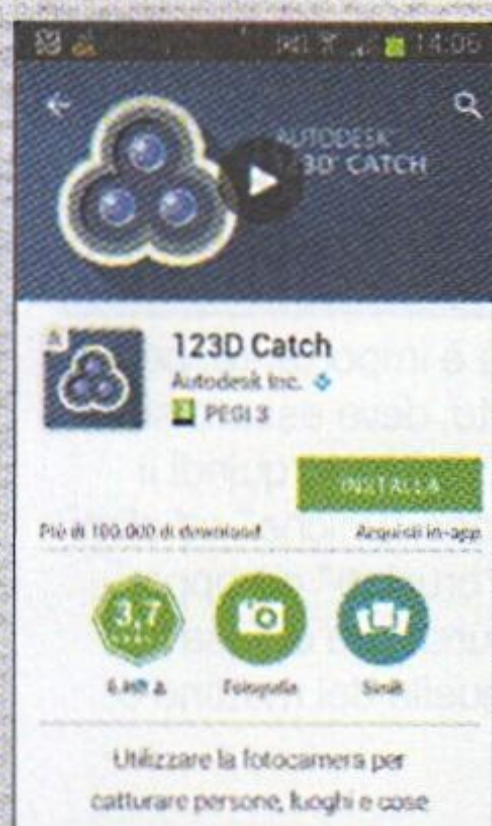 14:06
AUTODESK
123D CATCH
123D Catch
Autodesk Inc.
PEGI 3
INSTALLA
Più di 100.000 di download
Acquisti in-app
3,7
Fotografia
Simili
Utilizzare la fotocamera per
catturare persone, luoghi e cose